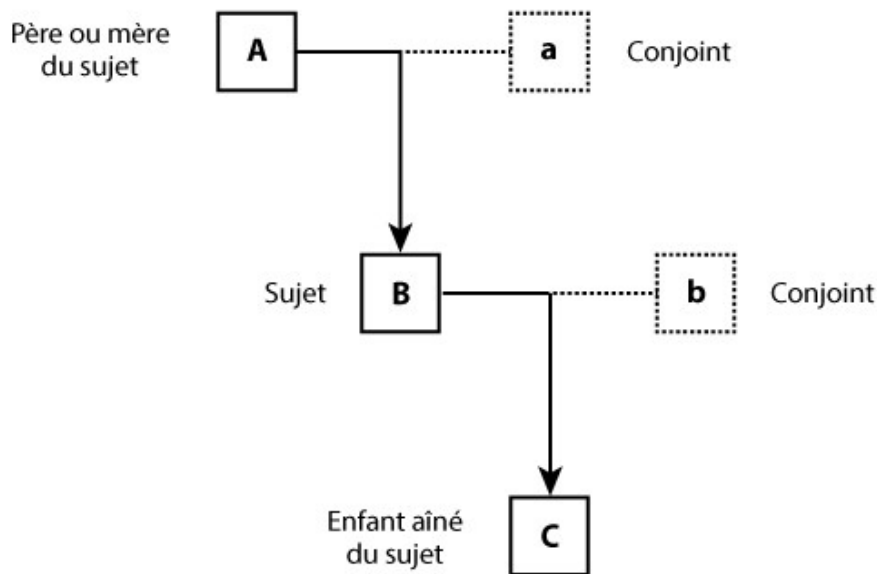 Père ou mère
du sujet
A
a
Conjoint
Sujet
B
b
Conjoint
Enfant aîné
du sujet
C